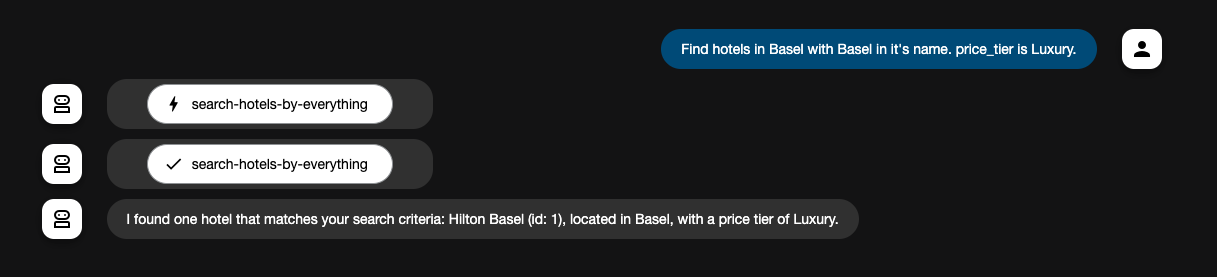 Find hotels in Basel with Basel in it's name. price_tier is Luxury.
search-hotels-by-everything
search-hotels-by-everything
I found one hotel that matches your search criteria: Hilton Basel (id: 1), located in Basel, with a price tier of Luxury.